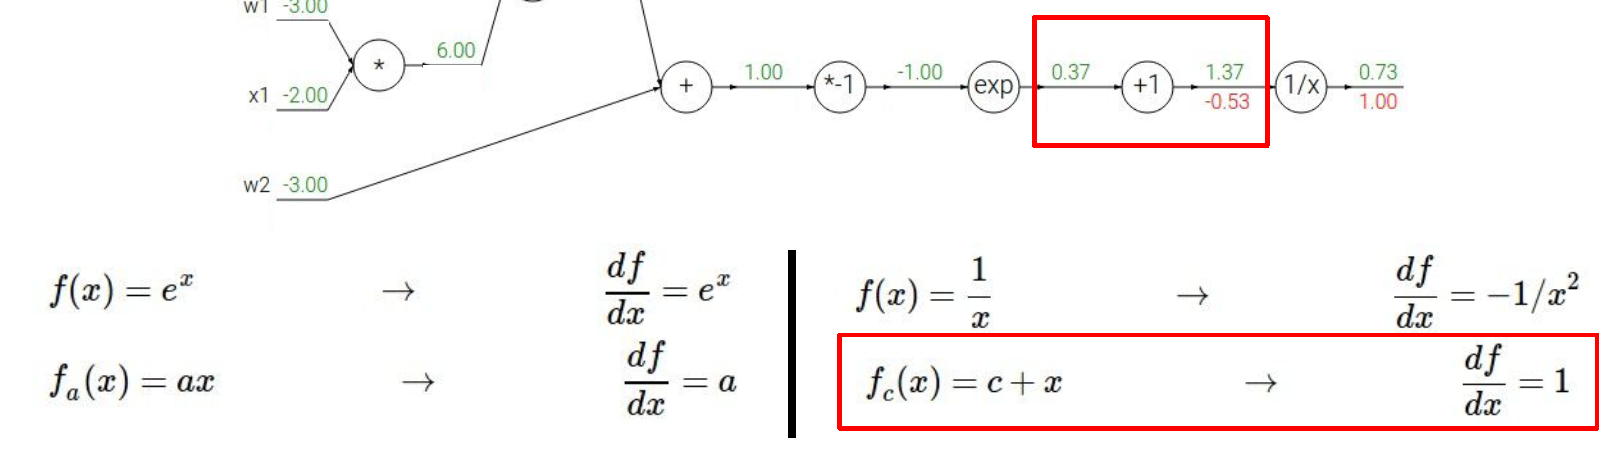 w1 -3.00
*
6.00
x1 -2.00
+
1.00
*-1
-1.00
exp
0.37
+1
1.37
-0.53
1/x
0.73
1.00
w2 -3.00
f(x) = e^x → df/dx = e^x
f_a(x) = ax → df/dx = a
f(x) = 1/x → df/dx = −1/x^2
f_c(x) = c + x → df/dx = 1